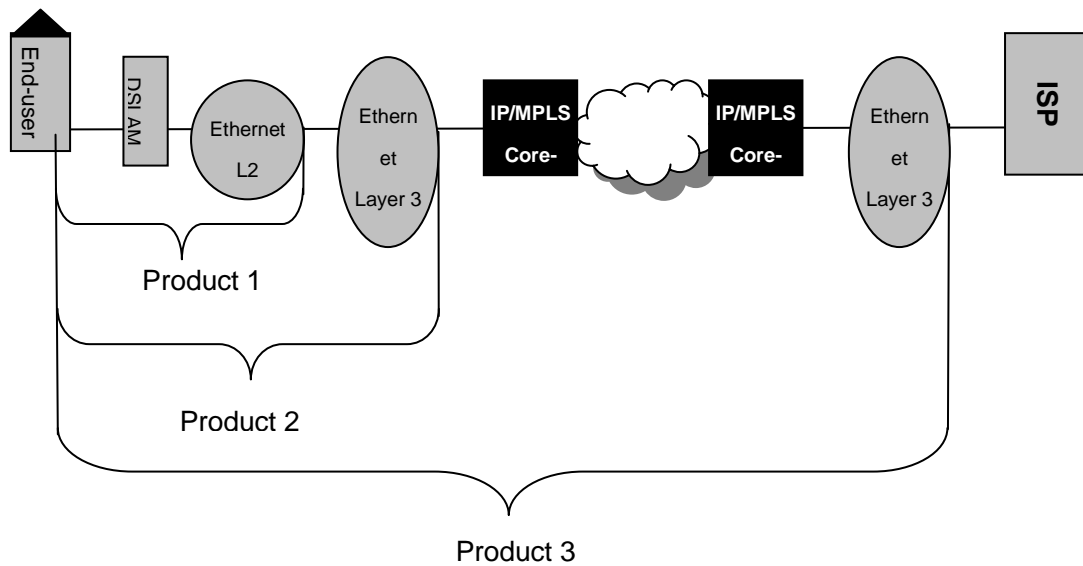 End-user
DSLAM
Ethernet
L2
Ethern
et
Layer 3
IP/MPLS
Core-
IP/MPLS
Core-
Ethern
et
Layer 3
ISP
Product 1
Product 2
Product 3